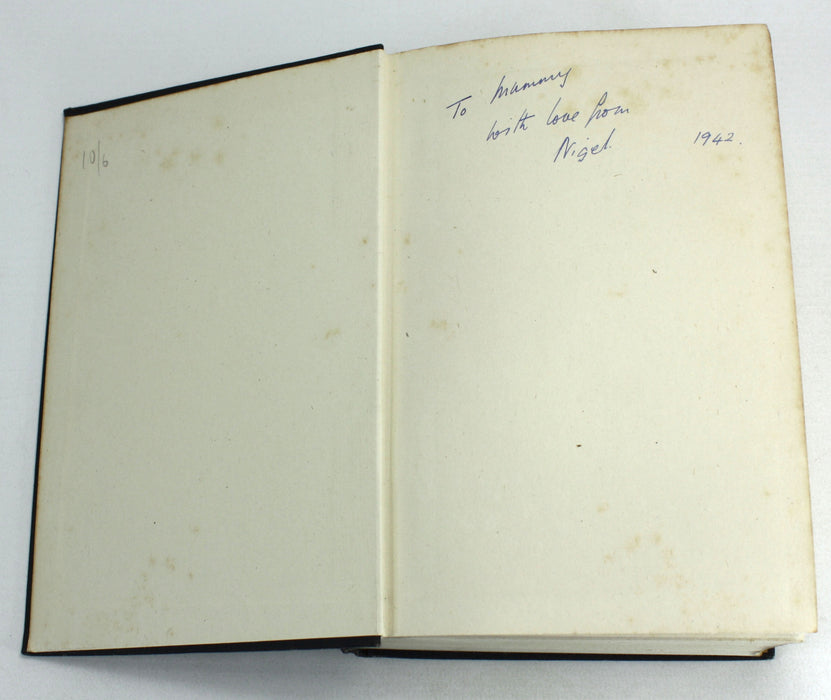 10/6
To Mummy
with love from
Nigel. 1942.